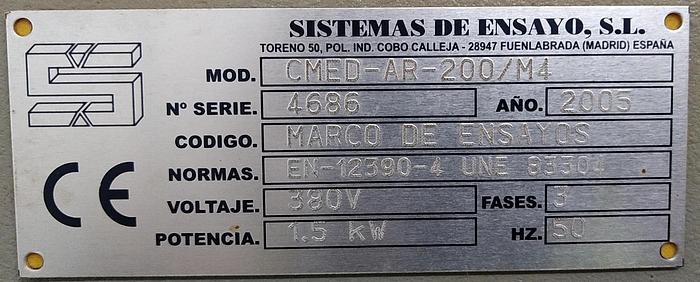 SISTEMAS DE ENSAYO, S.L.
TORENO 50, POL. IND. COBO CALLEJA - 28947 FUENLABRADA (MADRID) ESPAÑA
MOD. CMED-AR-200/M4
Nº SERIE. 4686 AÑO. 2005
CODIGO. MARCO DE ENSAYOS
NORMAS. EN-12390-4 UNE 83304
VOLTAJE. 380V FASES. 3
POTENCIA. 1.5 KW HZ. 50
CE